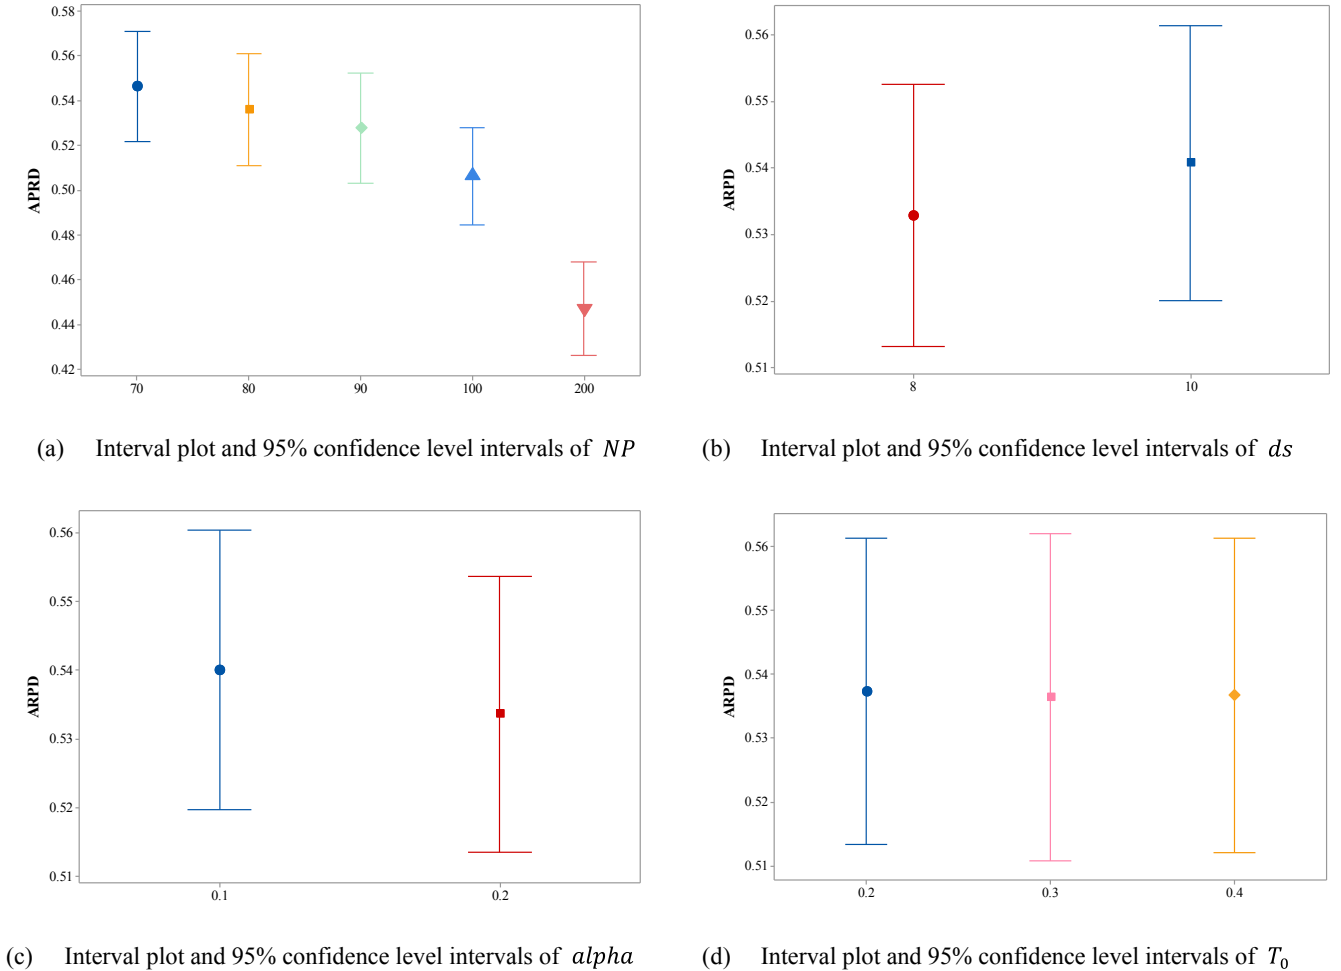 0.58
0.56
0.54
0.52
0.50
0.48
0.46
0.44
0.42
APRD
70 80 90 100 200
(a) Interval plot and 95% confidence level intervals of NP
0.56
0.55
0.54
0.53
0.52
0.51
ARPD
8 10
(b) Interval plot and 95% confidence level intervals of ds
0.56
0.55
0.54
0.53
0.52
0.51
ARPD
0.1 0.2
(c) Interval plot and 95% confidence level intervals of alpha
0.56
0.55
0.54
0.53
0.52
0.51
ARPD
0.2 0.3 0.4
(d) Interval plot and 95% confidence level intervals of T₀